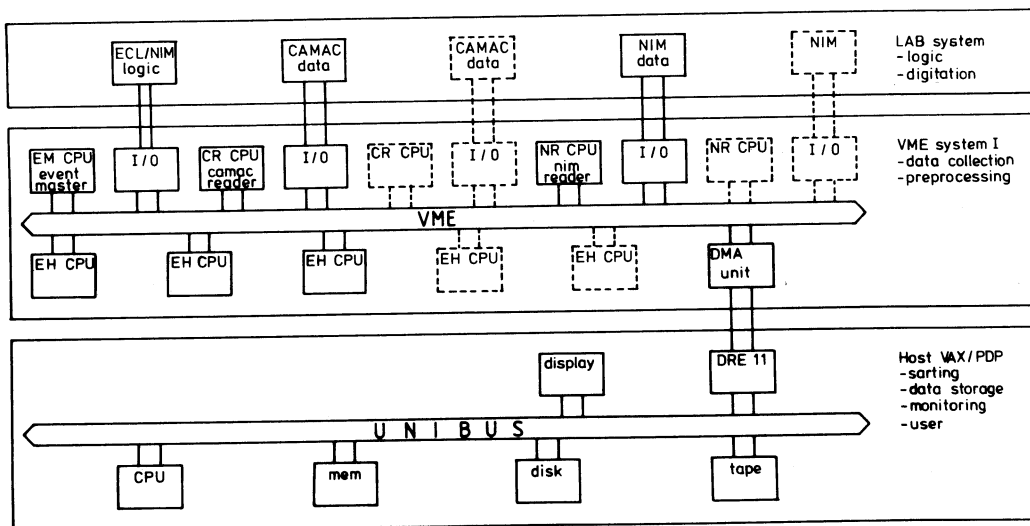 ECL/NIM
logic
CAMAC
data
CAMAC
data
NIM
data
NIM
LAB system
-logic
-digitation
EM CPU
event
master
I/O
CR CPU
camac
reader
I/O
CR CPU
I/O
NR CPU
nim
reader
I/O
NR CPU
I/O
VME system I
-data collection
-preprocessing
VME
EH CPU
EH CPU
EH CPU
EH CPU
EH CPU
DMA
unit
display
DRE 11
Host VAX/PDP
-sarting
-data storage
-monitoring
-user
UNIBUS
CPU
mem
disk
tape